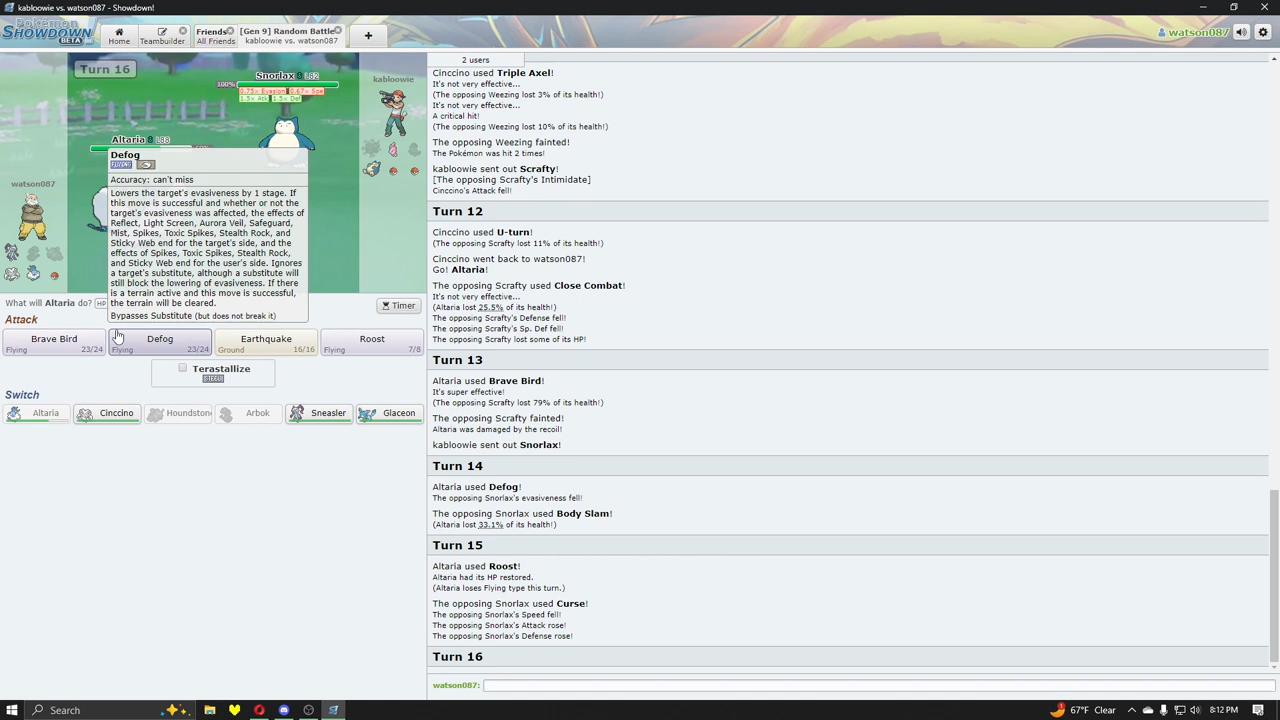 kabloowie vs. watson087 - Showdown!
Pokémon
SHOWDOWN
BETA
Home
Teambuilder
Friends
All Friends
[Gen 9] Random Battle
kabloowie vs. watson087
+
watson087
Turn 16
Snorlax L82
100%
0.75× Evasion 0.67× Spe
1.5× Atk 1.5× Def
kabloowie
Altaria L88
watson087
Defog
FLYING
Accuracy: can't miss
Lowers the target's evasiveness by 1 stage. If
this move is successful and whether or not the
target's evasiveness was affected, the effects of
Reflect, Light Screen, Aurora Veil, Safeguard,
Mist, Spikes, Toxic Spikes, Stealth Rock, and
Sticky Web end for the target's side, and the
effects of Spikes, Toxic Spikes, Stealth Rock,
and Sticky Web end for the user's side. Ignores
a target's substitute, although a substitute will
still block the lowering of evasiveness. If there
is a terrain active and this move is successful,
the terrain will be cleared.
Bypasses Substitute (but does not break it)
What will Altaria do? HP
Timer
Attack
Brave Bird
Flying 23/24
Defog
Flying 23/24
Earthquake
Ground 16/16
Roost
Flying 7/8
Terastallize
STEEL
Switch
Altaria
Cinccino
Houndstone
Arbok
Sneasler
Glaceon
2 users
Cinccino used Triple Axel!
It's not very effective...
(The opposing Weezing lost 3% of its health!)
It's not very effective...
A critical hit!
(The opposing Weezing lost 10% of its health!)
The opposing Weezing fainted!
The Pokémon was hit 2 times!
kabloowie sent out Scrafty!
[The opposing Scrafty's Intimidate]
Cinccino's Attack fell!
Turn 12
Cinccino used U-turn!
(The opposing Scrafty lost 11% of its health!)
Cinccino went back to watson087!
Go! Altaria!
The opposing Scrafty used Close Combat!
It's not very effective...
(Altaria lost 25.5% of its health!)
The opposing Scrafty's Defense fell!
The opposing Scrafty's Sp. Def fell!
The opposing Scrafty lost some of its HP!
Turn 13
Altaria used Brave Bird!
It's super effective!
(The opposing Scrafty lost 79% of its health!)
The opposing Scrafty fainted!
Altaria was damaged by the recoil!
kabloowie sent out Snorlax!
Turn 14
Altaria used Defog!
The opposing Snorlax's evasiveness fell!
The opposing Snorlax used Body Slam!
(Altaria lost 33.1% of its health!)
Turn 15
Altaria used Roost!
Altaria had its HP restored.
(Altaria loses Flying type this turn.)
The opposing Snorlax used Curse!
The opposing Snorlax's Speed fell!
The opposing Snorlax's Attack rose!
The opposing Snorlax's Defense rose!
Turn 16
watson087:
Search
67°F Clear
8:12 PM